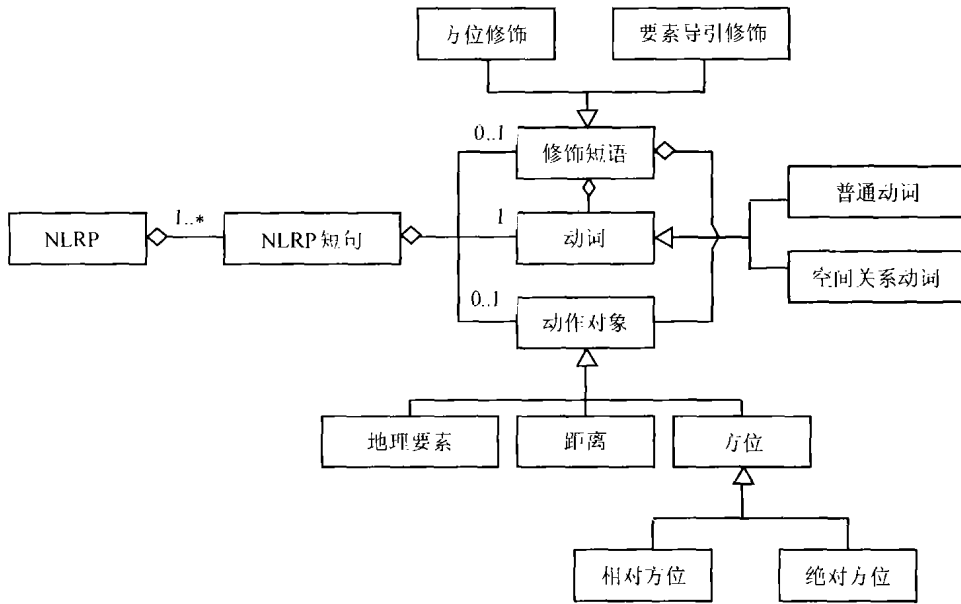 方位修饰
要素导引修饰
0..1
修饰短语
普通动词
NLRP
1..*
NLRP短句
1
动词
空间关系动词
0..1
动作对象
地理要素
距离
方位
相对方位
绝对方位